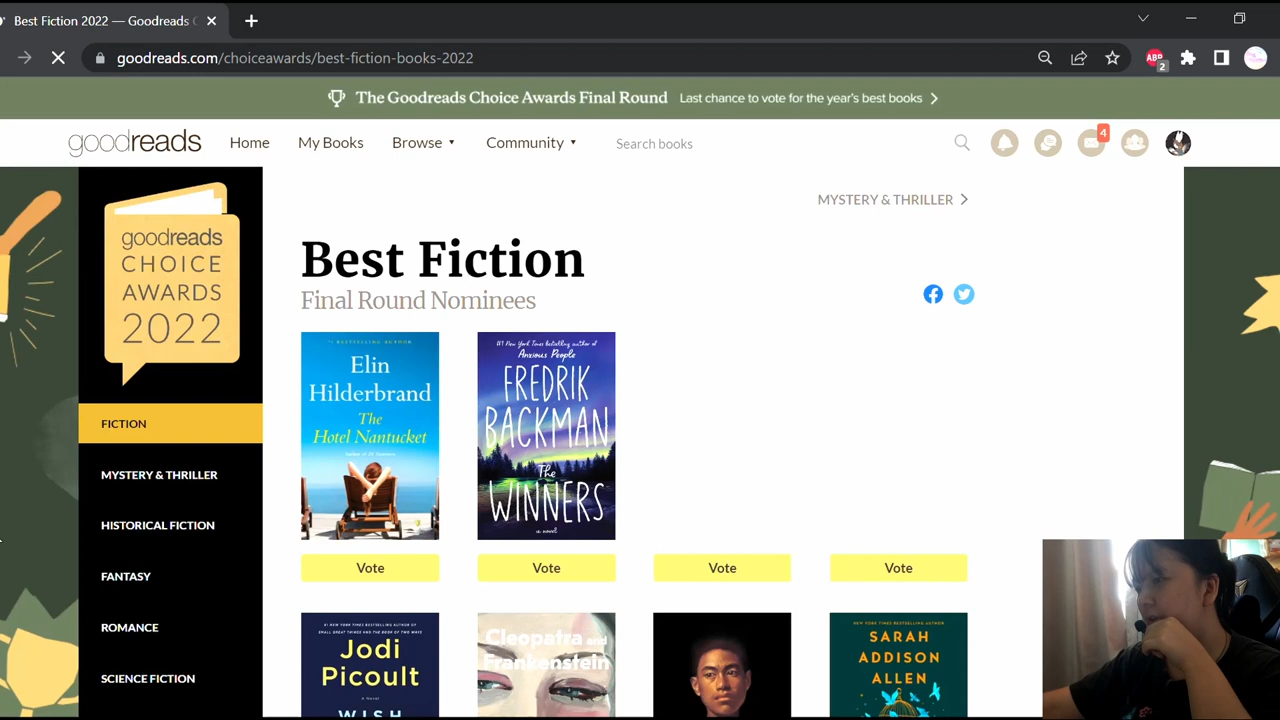 Best Fiction 2022 — Goodreads C
goodreads.com/choiceawards/best-fiction-books-2022
2
The Goodreads Choice Awards Final Round Last chance to vote for the year's best books
goodreads Home My Books Browse Community Search books 4
goodreads
CHOICE
AWARDS
2022
FICTION
MYSTERY & THRILLER
HISTORICAL FICTION
FANTASY
ROMANCE
SCIENCE FICTION
MYSTERY & THRILLER
Best Fiction
Final Round Nominees
#1 BESTSELLING AUTHOR
Elin
Hilderbrand
The
Hotel Nantucket
#1 New York Times bestselling author of
Anxious People
FREDRIK
BACKMAN
The
WINNERS
a novel
Vote Vote Vote Vote
#1 NEW YORK TIMES BESTSELLING AUTHOR OF
SMALL GREAT THINGS AND THE BOOK OF TWO WAYS
Jodi
Picoult
A Novel
WISH
Cleopatra and
Frankenstein
NEW YORK TIMES BESTSELLING AUTHOR
SARAH
ADDISON
ALLEN